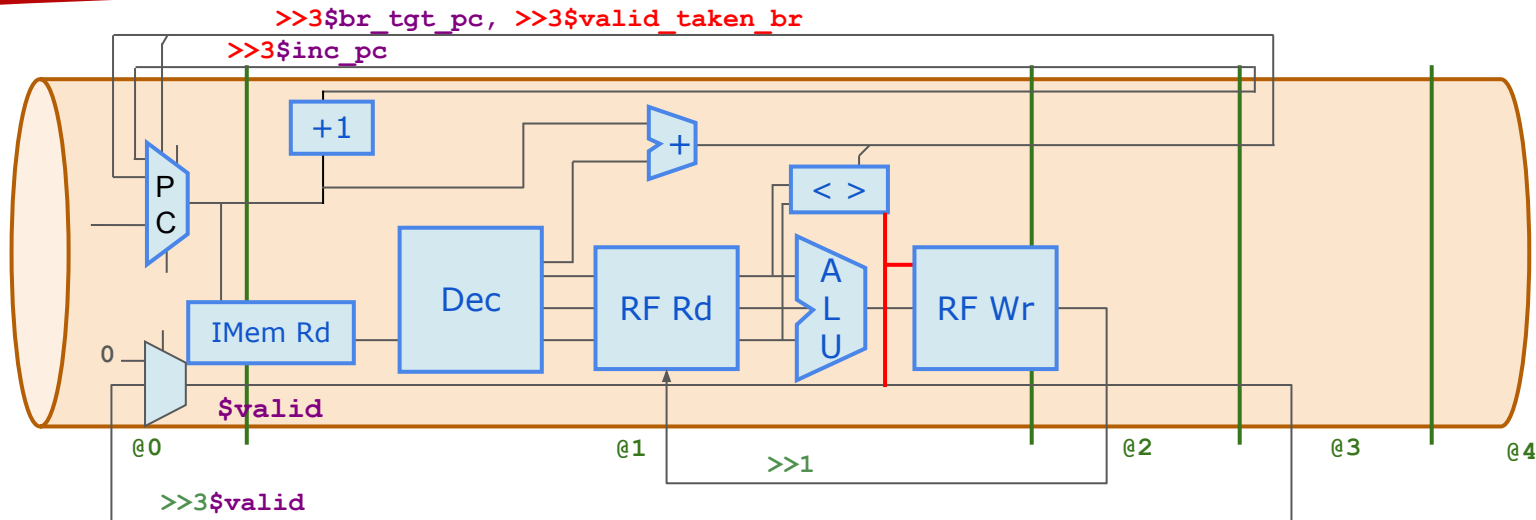 >>3$br_tgt_pc, >>3$valid_taken_br
>>3$inc_pc
+1
+
P
C
< >
Dec
RF Rd
A
L
U
RF Wr
IMem Rd
0
$valid
@0
@1
@2
@3
@4
>>1
>>3$valid